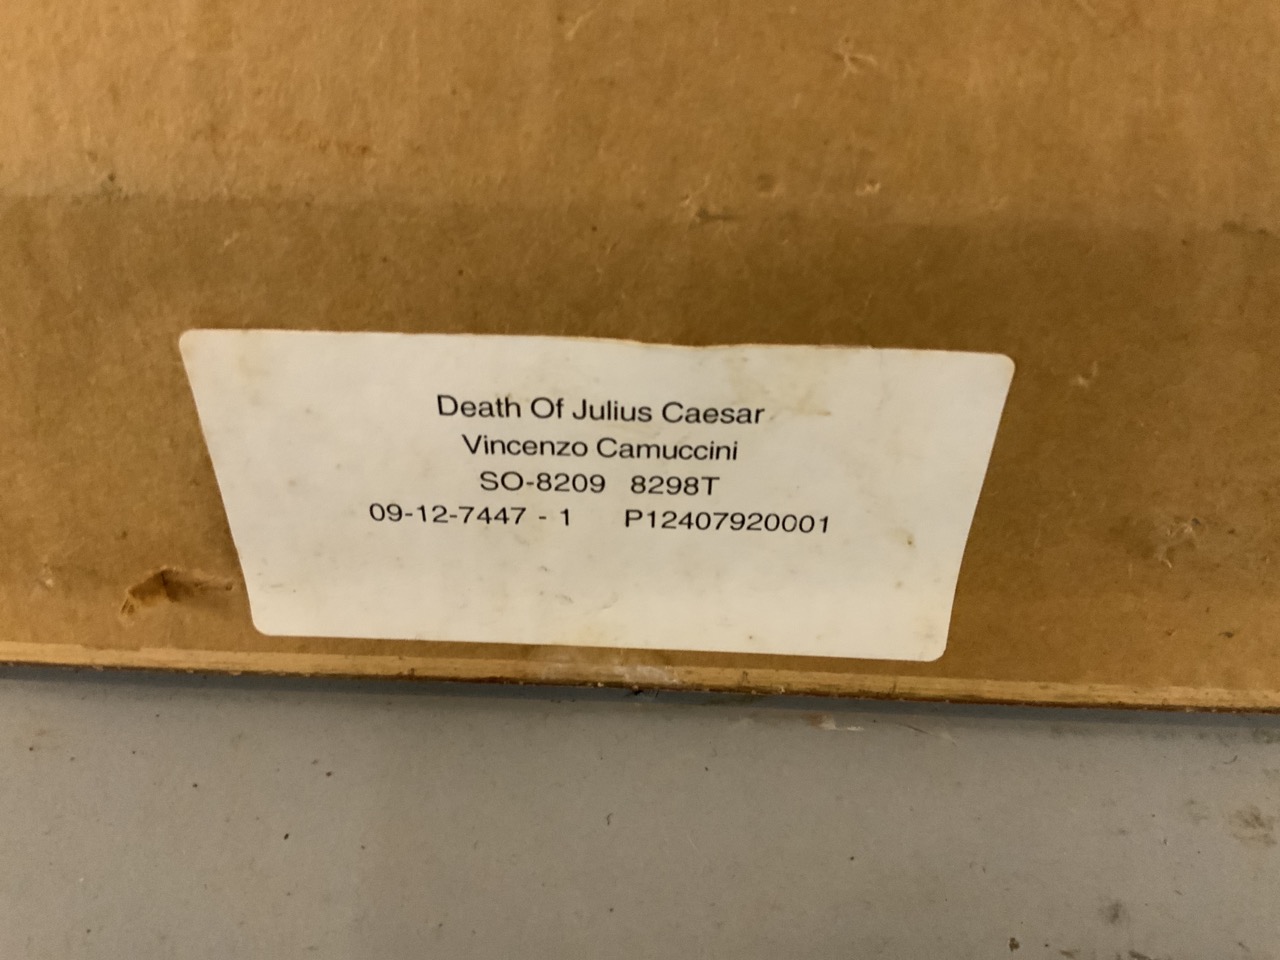 Death Of Julius Caesar
Vincenzo Camuccini
SO-8209 8298T
09-12-7447 - 1 P12407920001